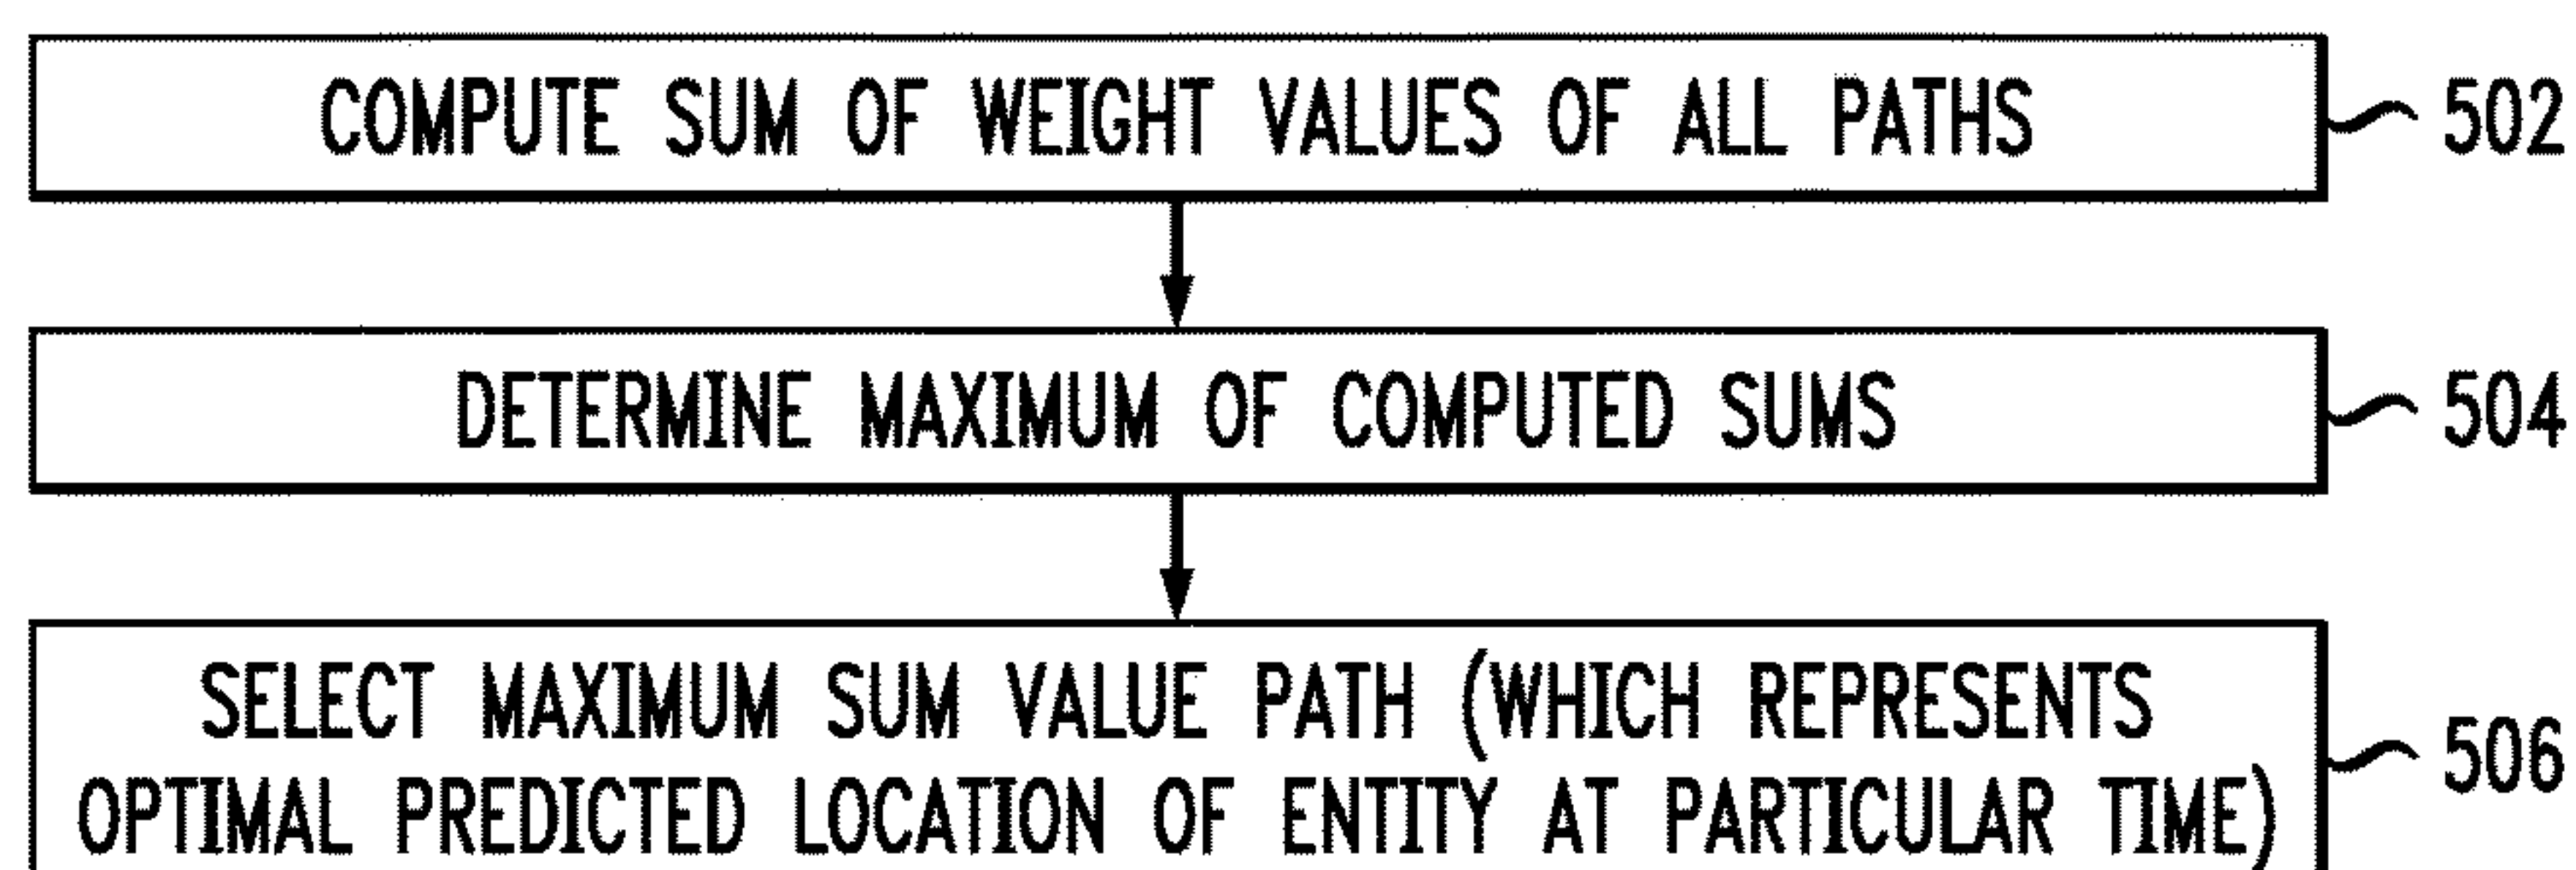 COMPUTE SUM OF WEIGHT VALUES OF ALL PATHS 502
DETERMINE MAXIMUM OF COMPUTED SUMS 504
SELECT MAXIMUM SUM VALUE PATH (WHICH REPRESENTS
OPTIMAL PREDICTED LOCATION OF ENTITY AT PARTICULAR TIME) 506